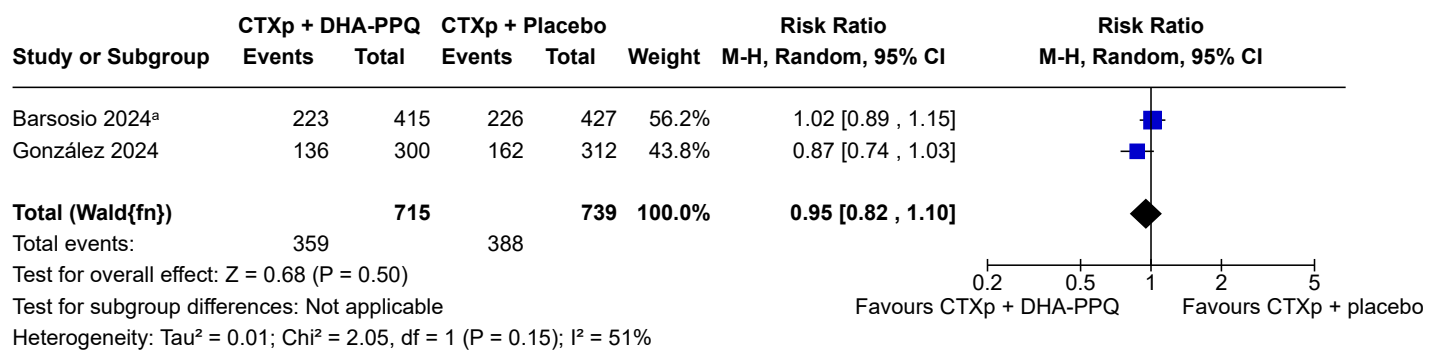 CTXp + DHA-PPQ CTXp + Placebo Risk Ratio Risk Ratio
Study or Subgroup Events Total Events Total Weight M-H, Random, 95% CI M-H, Random, 95% CI
Barsosio 2024ᵃ 223 415 226 427 56.2% 1.02 [0.89 , 1.15]
González 2024 136 300 162 312 43.8% 0.87 [0.74 , 1.03]
Total (Wald{fn}) 715 739 100.0% 0.95 [0.82 , 1.10]
Total events: 359 388
Test for overall effect: Z = 0.68 (P = 0.50)
Test for subgroup differences: Not applicable
Heterogeneity: Tau² = 0.01; Chi² = 2.05, df = 1 (P = 0.15); I² = 51%
0.2 0.5 1 2 5
Favours CTXp + DHA-PPQ Favours CTXp + placebo